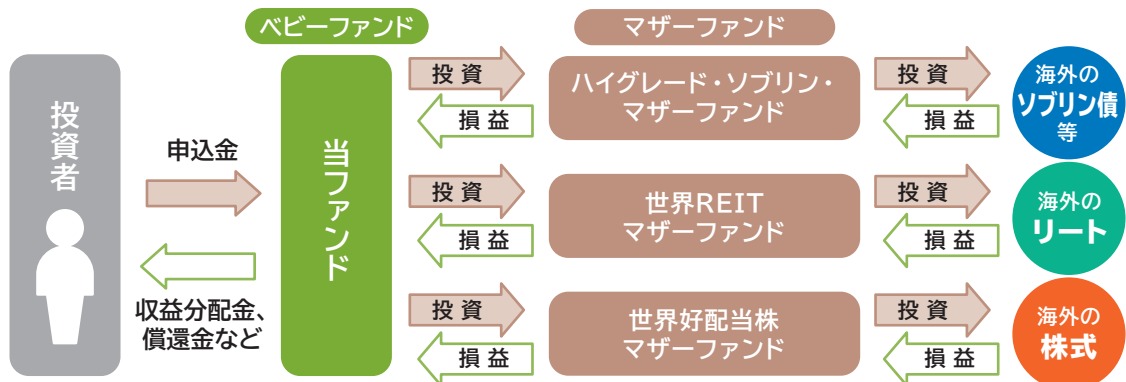 ベビーファンド
マザーファンド
投資者
申込金
収益分配金、
償還金など
当ファンド
投 資
損 益
ハイグレード・ソブリン・
マザーファンド
投 資
損 益
海外の
ソブリン債
等
投 資
損 益
世界REIT
マザーファンド
投 資
損 益
海外の
リート
投 資
損 益
世界好配当株
マザーファンド
投 資
損 益
海外の
株式